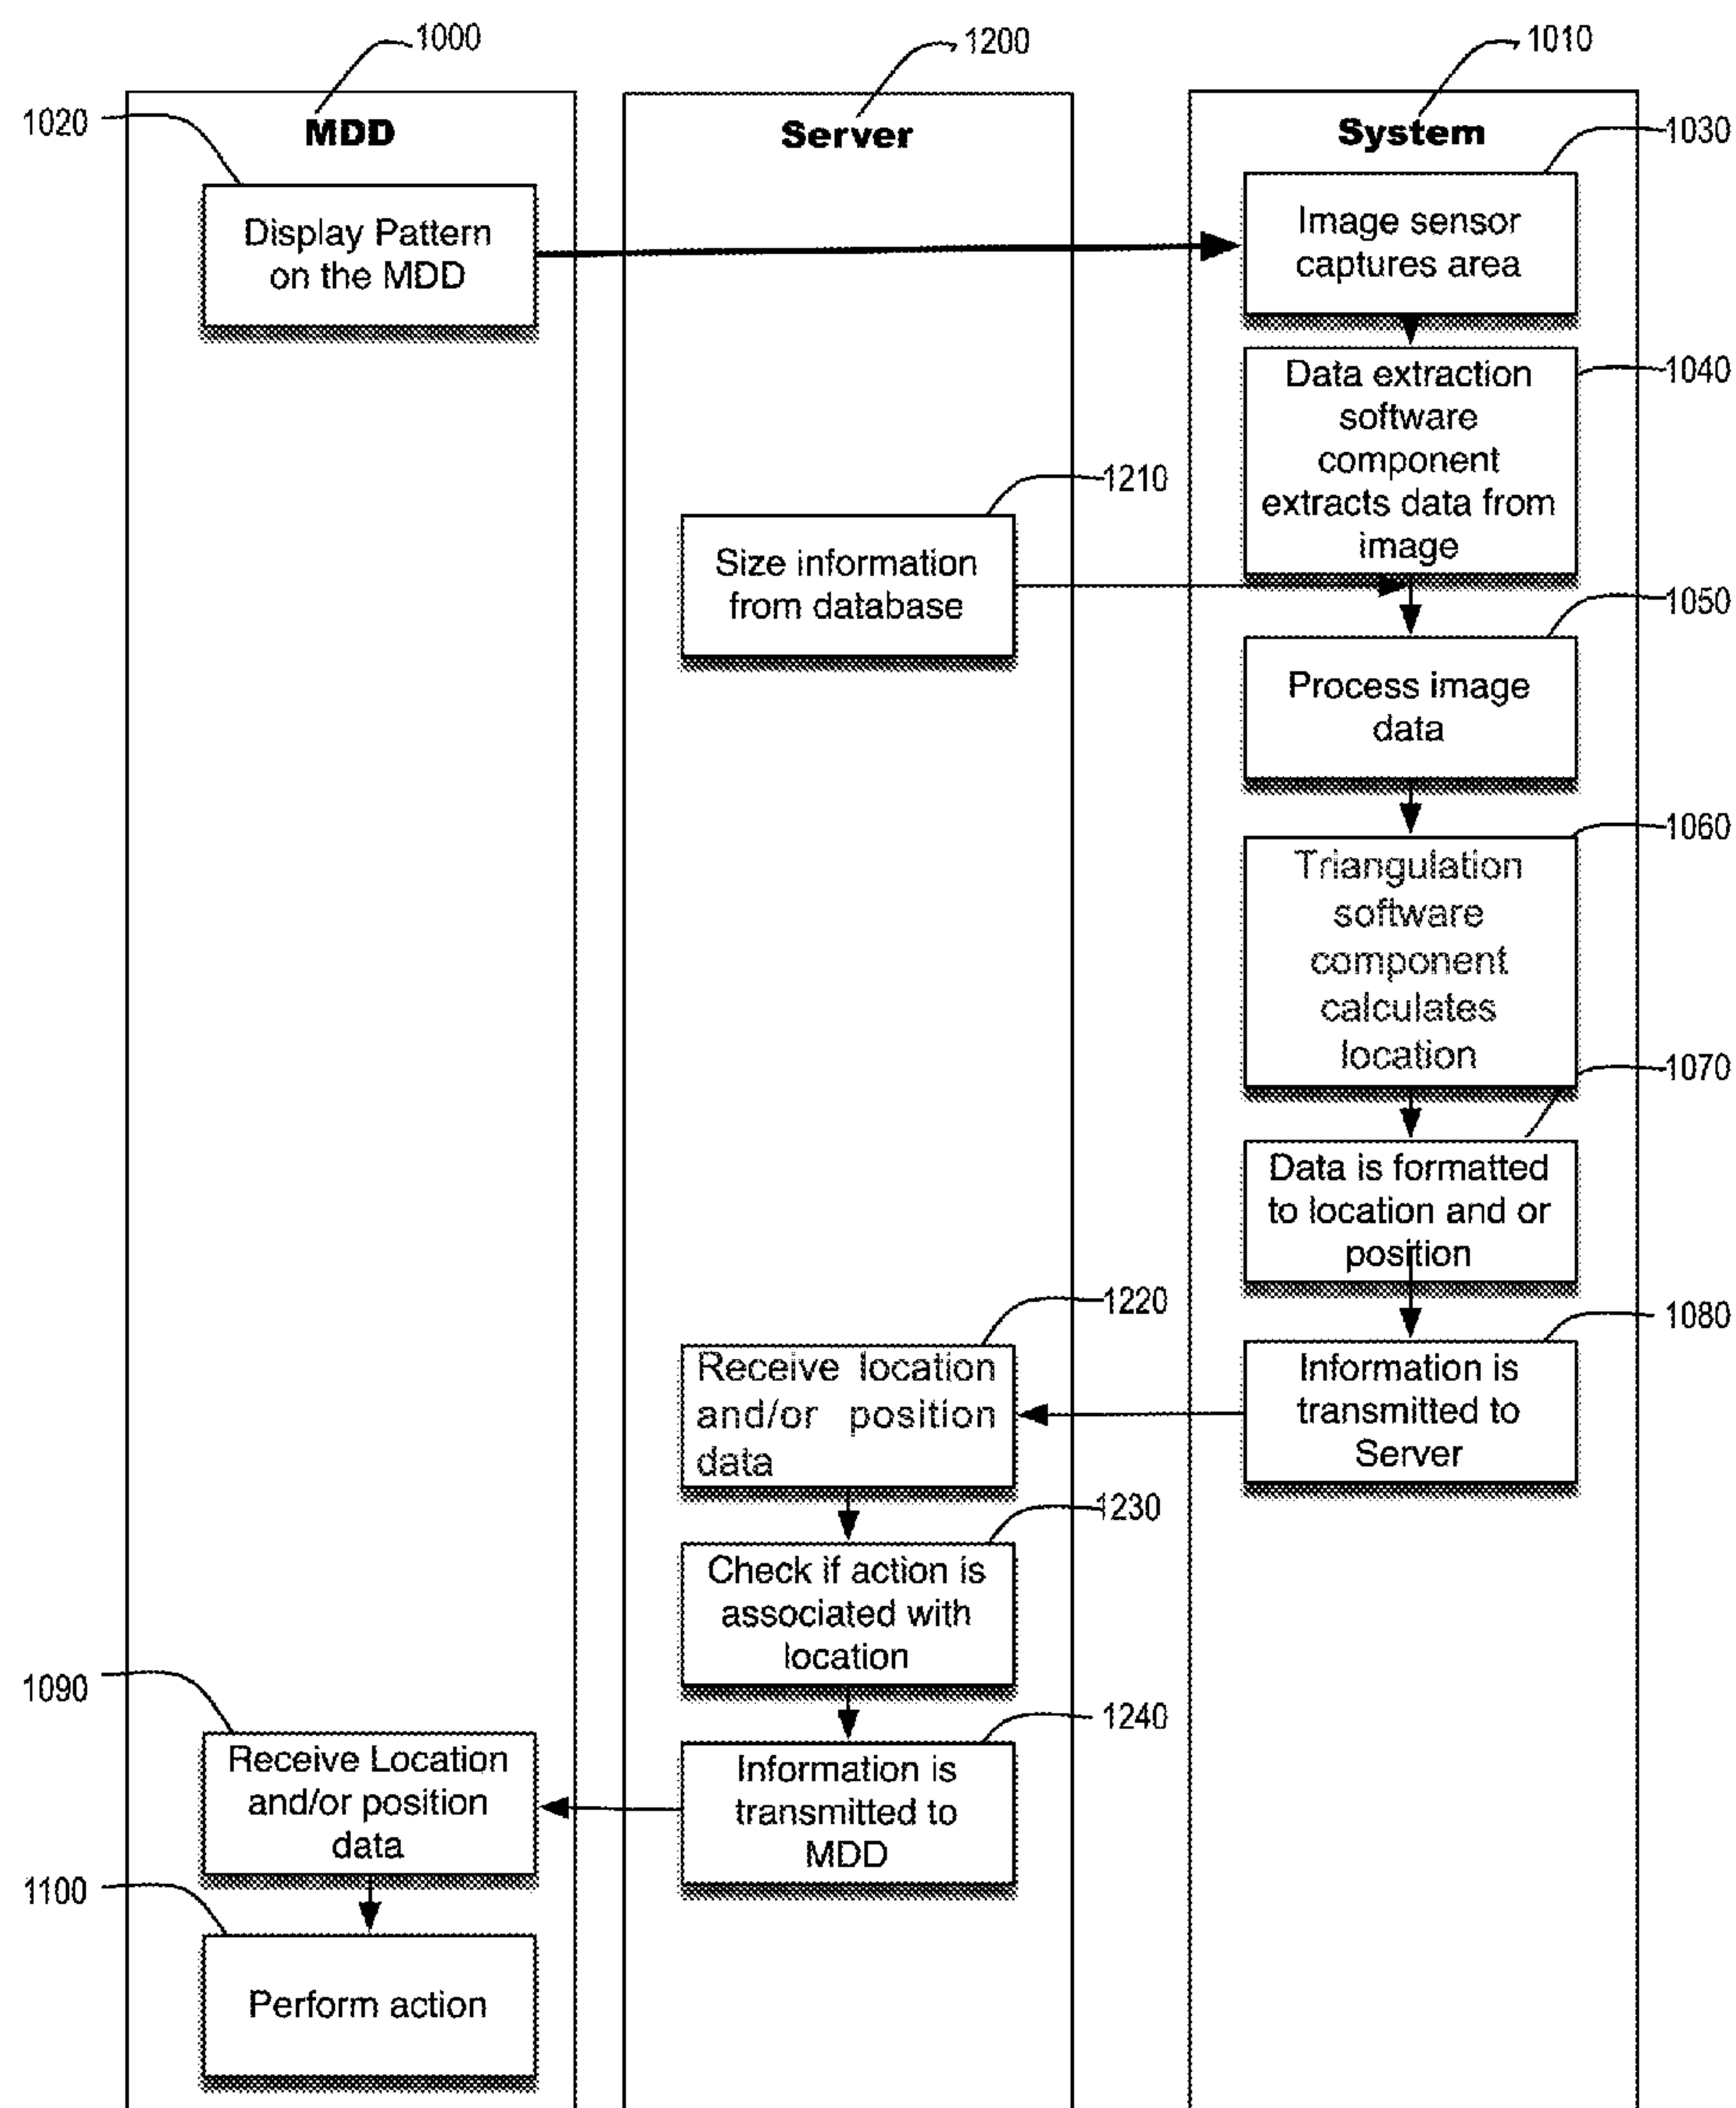 1000
1200
1010
1020
MDD
Server
System
1030
Display Pattern
on the MDD
Image sensor
captures area
1040
Data extraction
software
component
extracts data from
image
1210
Size information
from database
1050
Process image
data
1060
Triangulation
software
component
calculates
location
1070
Data is formatted
to location and or
position
1220
1080
Receive location
and/or position
data
Information is
transmitted to
Server
1230
Check if action is
associated with
location
1090
1240
Receive Location
and/or position
data
Information is
transmitted to
MDD
1100
Perform action